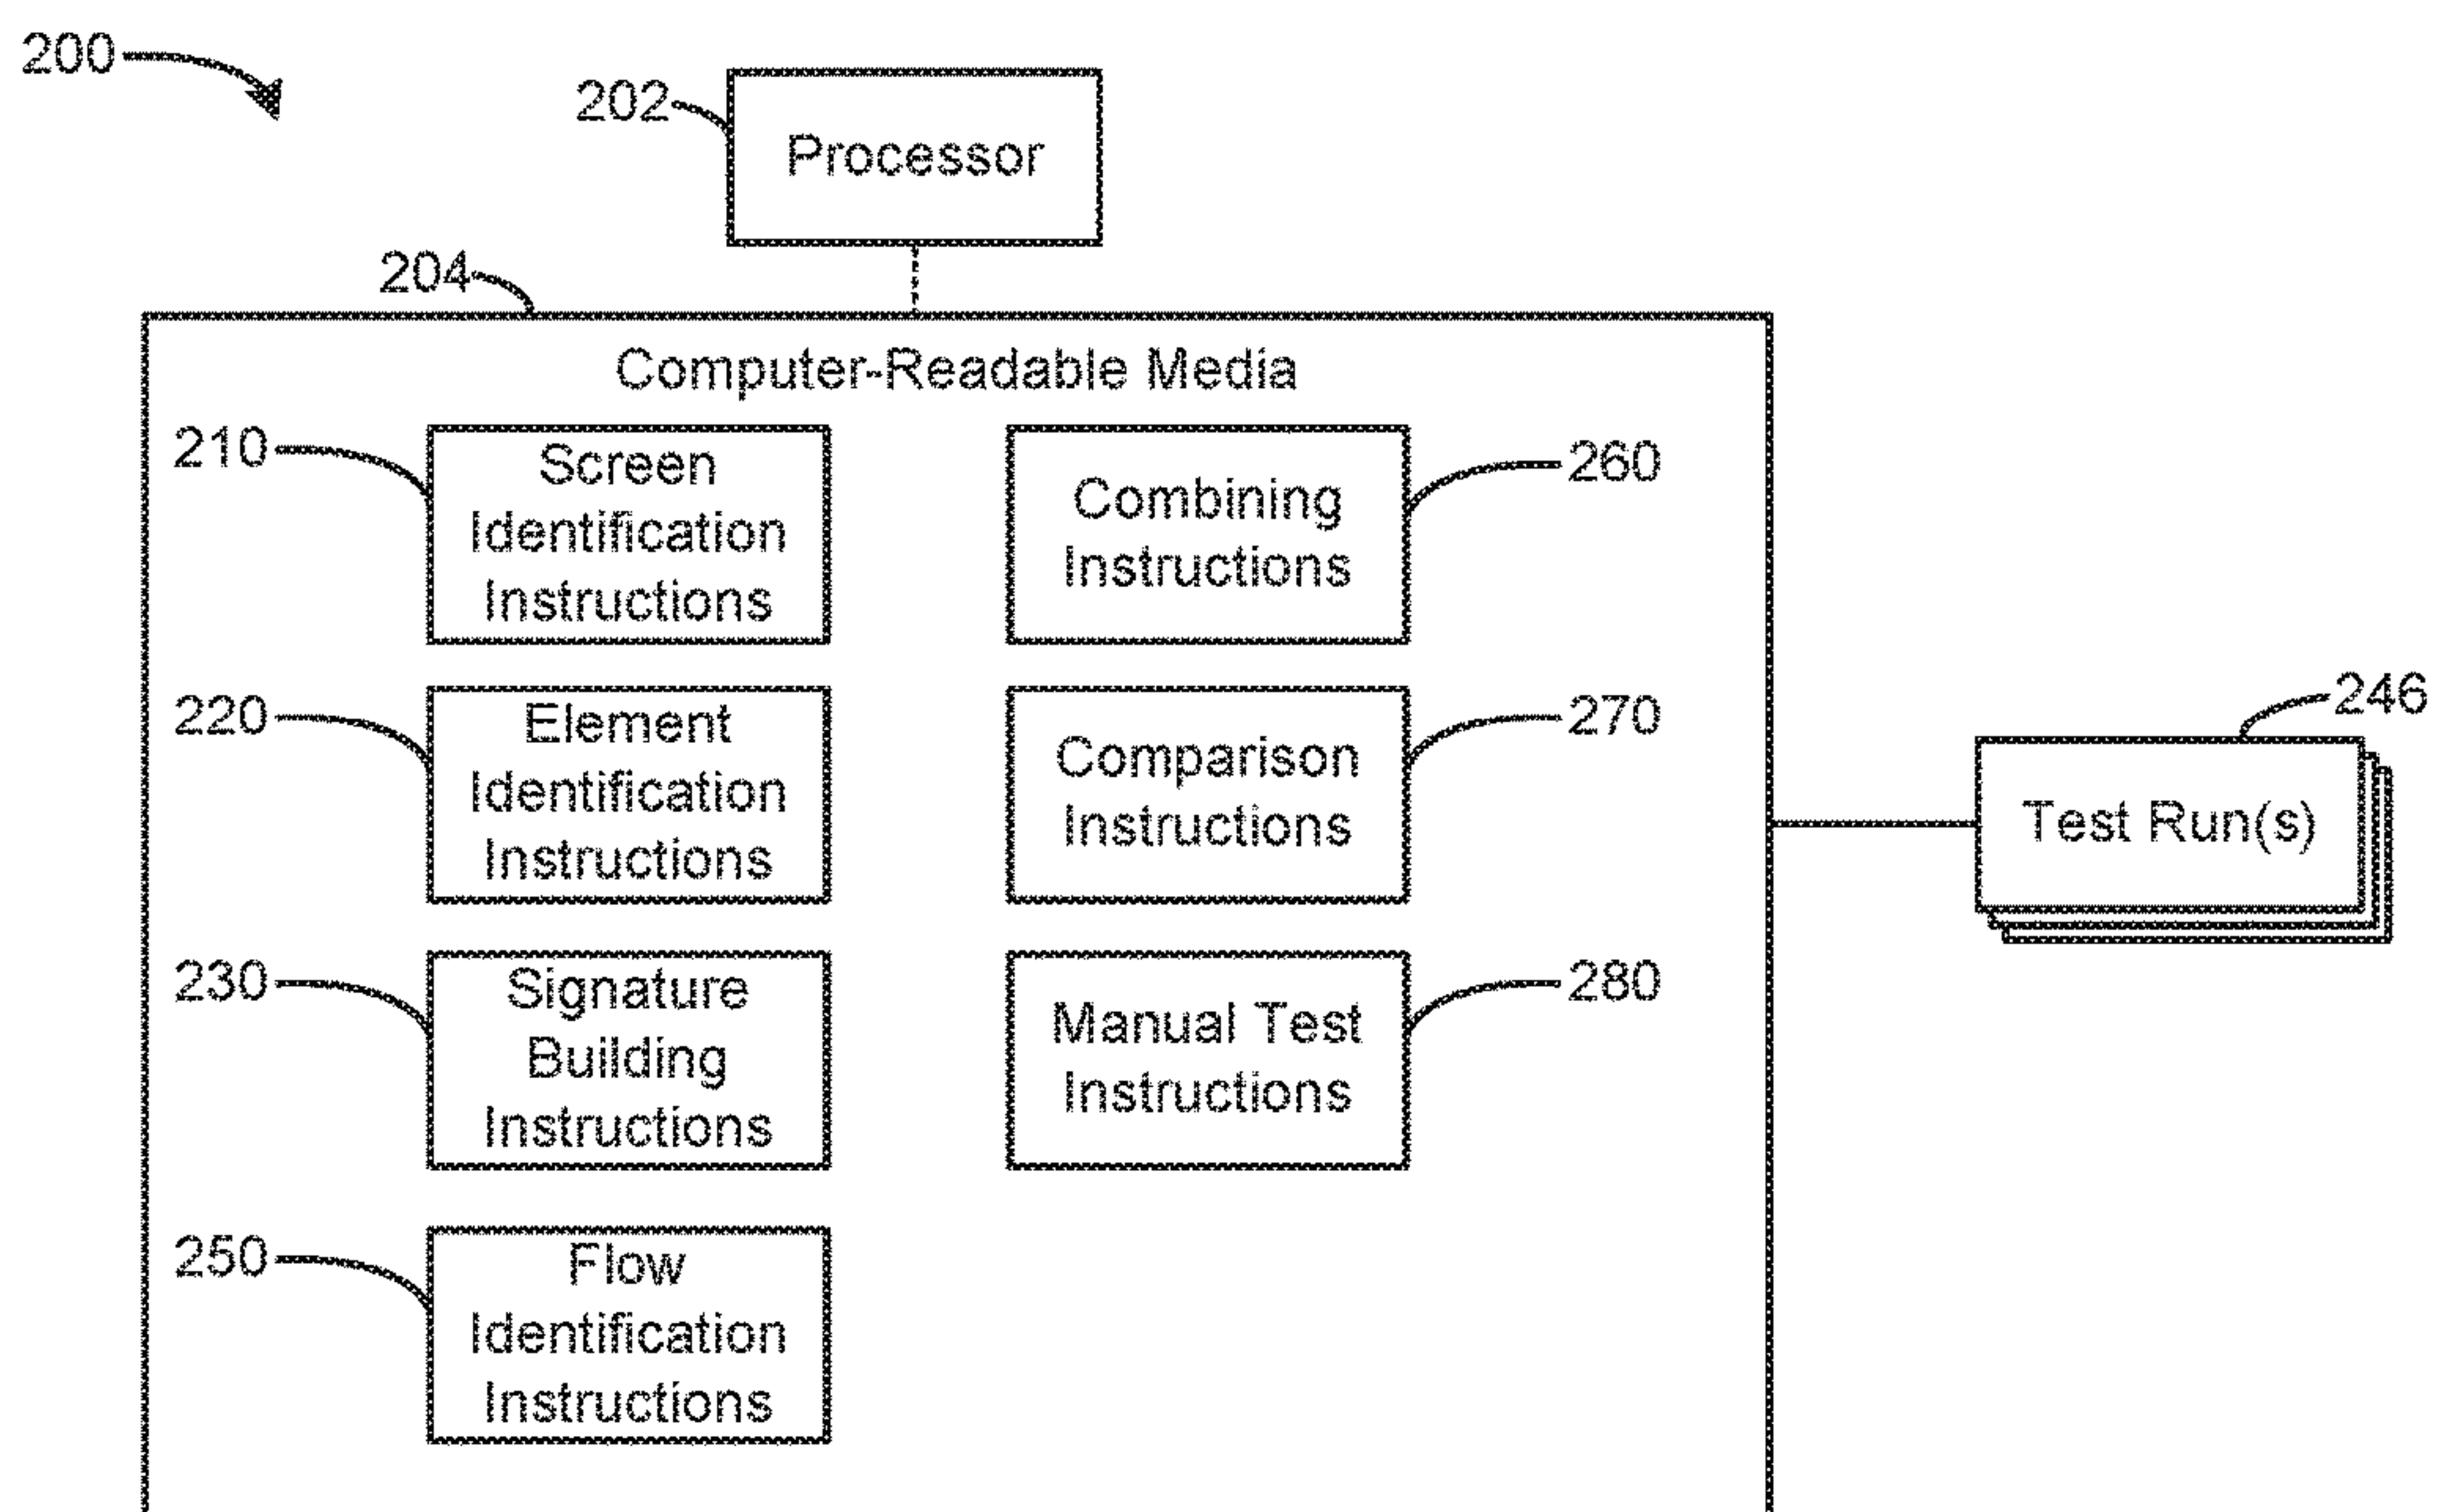 200
202
Processor
204
Computer-Readable Media
210
Screen
Identification
Instructions
Combining
Instructions
260
220
Element
Identification
Instructions
Comparison
Instructions
270
246
Test Run(s)
230
Signature
Building
Instructions
Manual Test
Instructions
280
250
Flow
Identification
Instructions